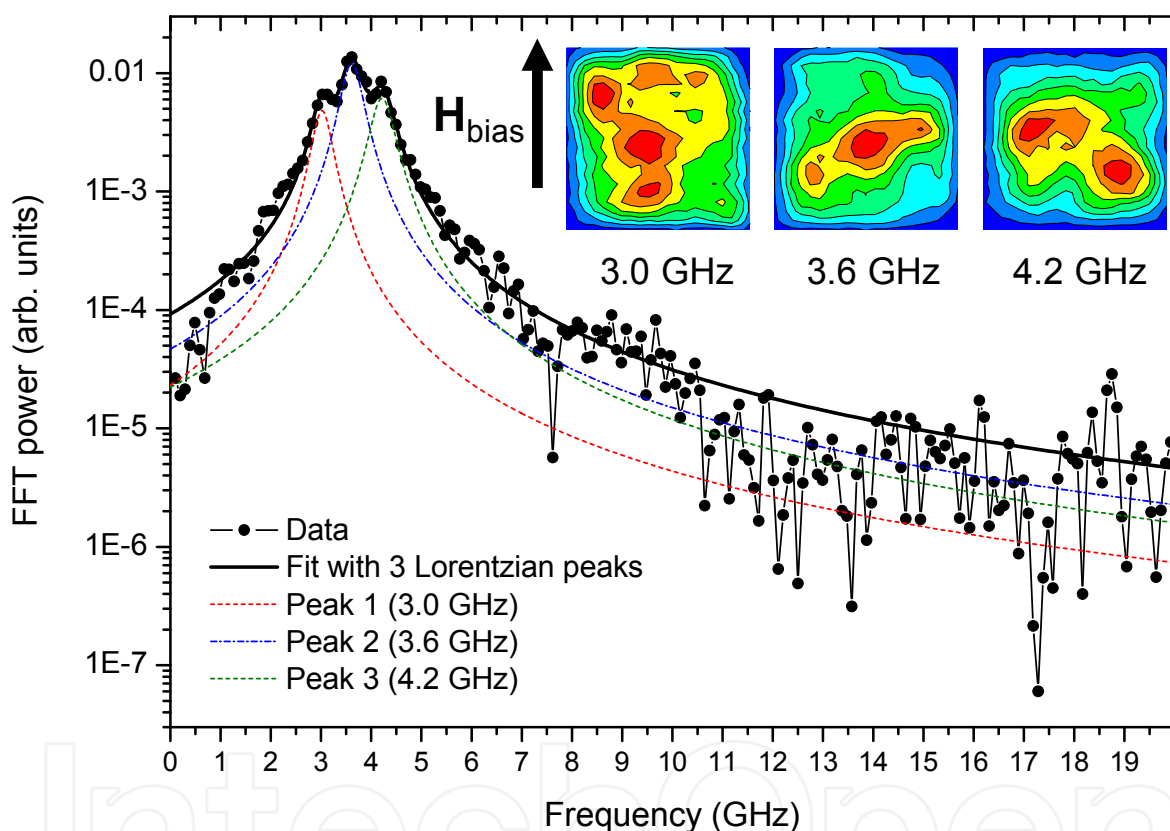 0.01
1E-3
1E-4
1E-5
1E-6
1E-7
FFT power (arb. units)
H bias
3.0 GHz 3.6 GHz 4.2 GHz
Data
Fit with 3 Lorentzian peaks
Peak 1 (3.0 GHz)
Peak 2 (3.6 GHz)
Peak 3 (4.2 GHz)
0 1 2 3 4 5 6 7 8 9 10 11 12 13 14 15 16 17 18 19
Frequency (GHz)
IntechOpen